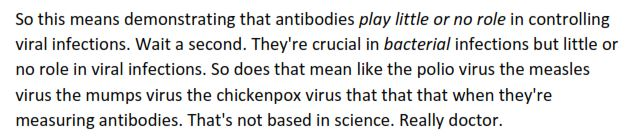 So this means demonstrating that antibodies play little or no role in controlling
viral infections. Wait a second. They're crucial in bacterial infections but little or
no role in viral infections. So does that mean like the polio virus the measles
virus the mumps virus the chickenpox virus that that that when they're
measuring antibodies. That's not based in science. Really doctor.